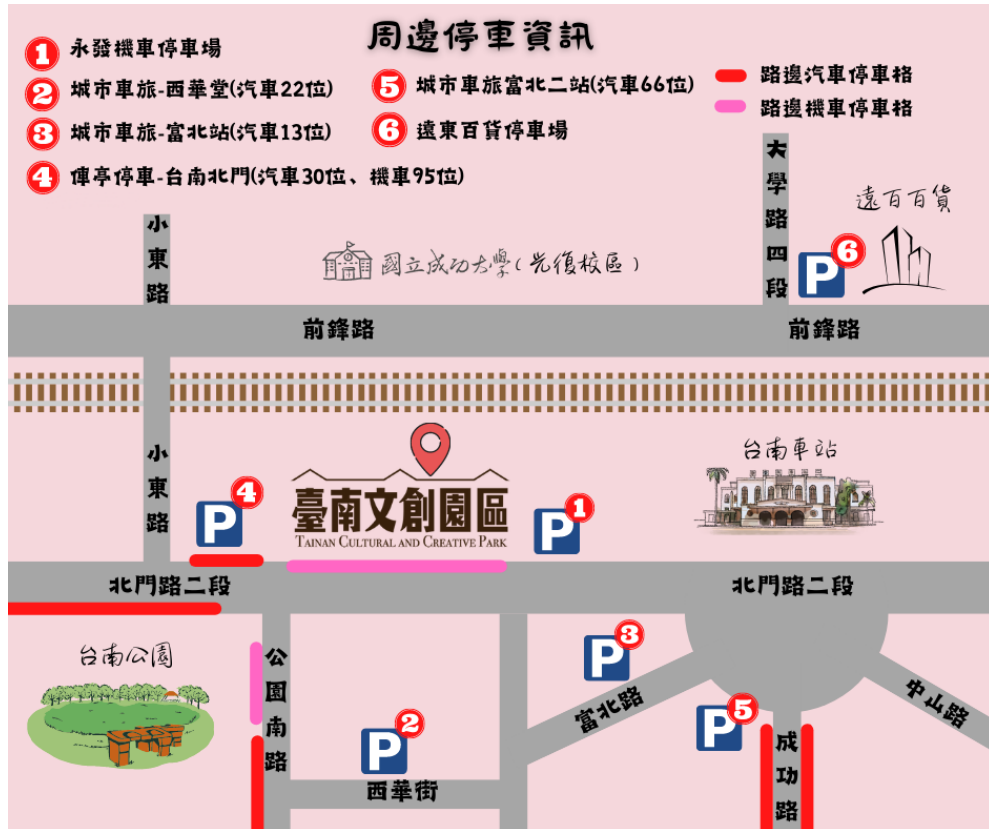 周邊停車資訊
1 永發機車停車場
2 城市車旅-西華堂(汽車22位)
3 城市車旅-富北站(汽車13位)
4 俥亭停車-台南北門(汽車30位、機車95位)
5 城市車旅富北二站(汽車66位)
6 遠東百貨停車場
路邊汽車停車格
路邊機車停車格
小東路
國立成功大學(光復校區)
大學路四段
P 6
遠百百貨
前鋒路
前鋒路
小東路
P 4
臺南文創園區
TAINAN CULTURAL AND CREATIVE PARK
P 1
台南車站
北門路二段
北門路二段
台南公園
公園南路
P 2
西華街
P 3
富北路
P 5
成功路
中山路